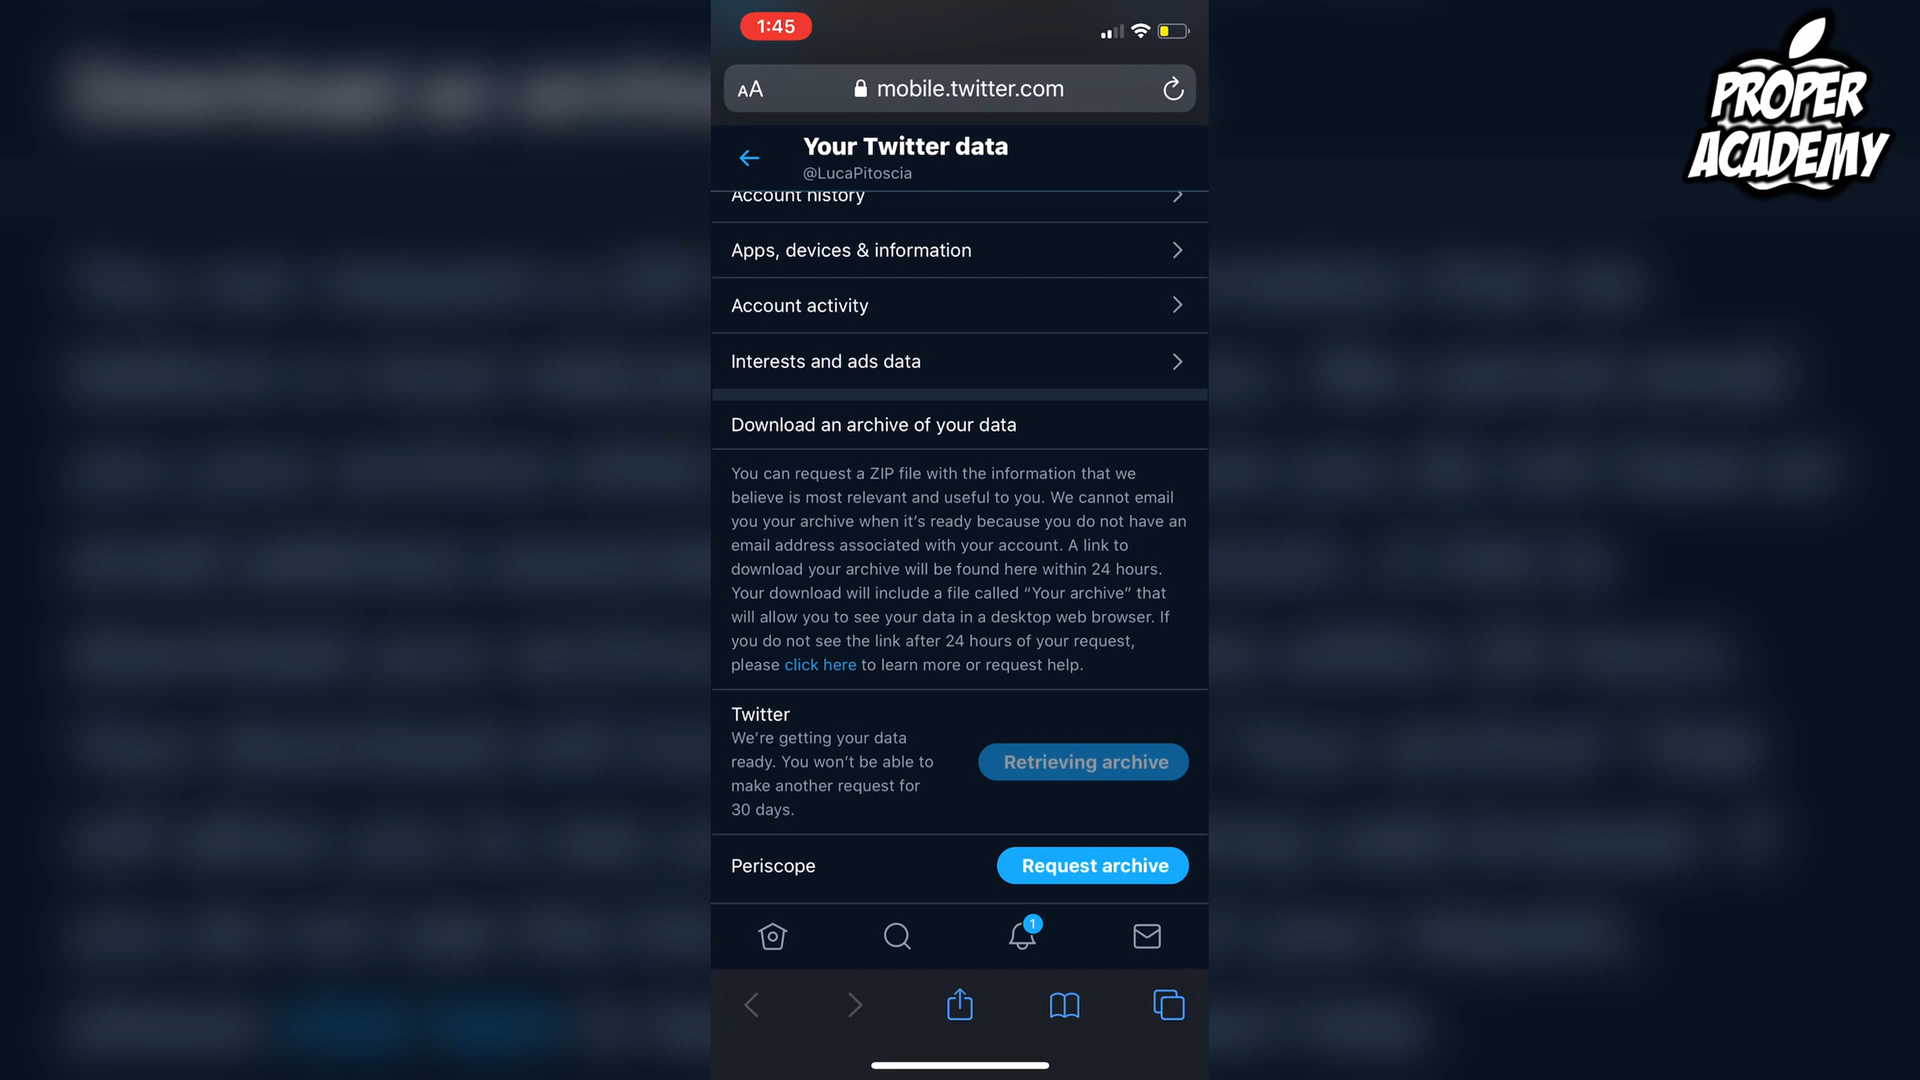 1:45
AA mobile.twitter.com
Your Twitter data
@LucaPitoscia
Account history
Apps, devices & information
Account activity
Interests and ads data
Download an archive of your data
You can request a ZIP file with the information that we
believe is most relevant and useful to you. We cannot email
you your archive when it's ready because you do not have an
email address associated with your account. A link to
download your archive will be found here within 24 hours.
Your download will include a file called “Your archive” that
will allow you to see your data in a desktop web browser. If
you do not see the link after 24 hours of your request,
please click here to learn more or request help.
Twitter
We're getting your data
ready. You won't be able to
make another request for
30 days.
Retrieving archive
Periscope
Request archive
1
PROPER
ACADEMY